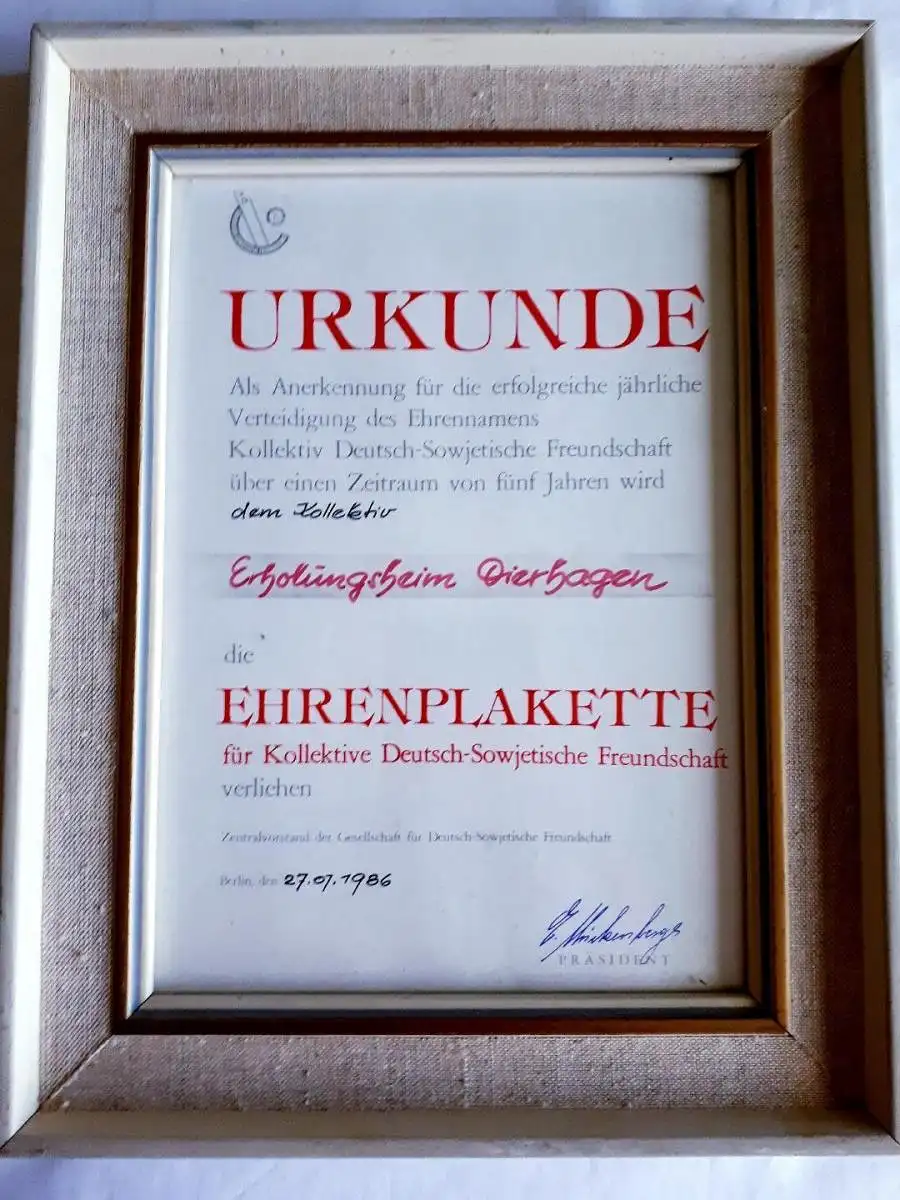 URKUNDE
Als Anerkennung für die erfolgreiche jährliche
Verteidigung des Ehrennamens
Kollektiv Deutsch-Sowjetische Freundschaft
über einen Zeitraum von fünf Jahren wird
dem Kollektiv
Erholungsheim Dierhagen
die
EHRENPLAKETTE
für Kollektive Deutsch-Sowjetische Freundschaft
verliehen
Zentralvorstand der Gesellschaft für Deutsch-Sowjetische Freundschaft
Berlin, den 27.07.1986
PRÄSIDENT